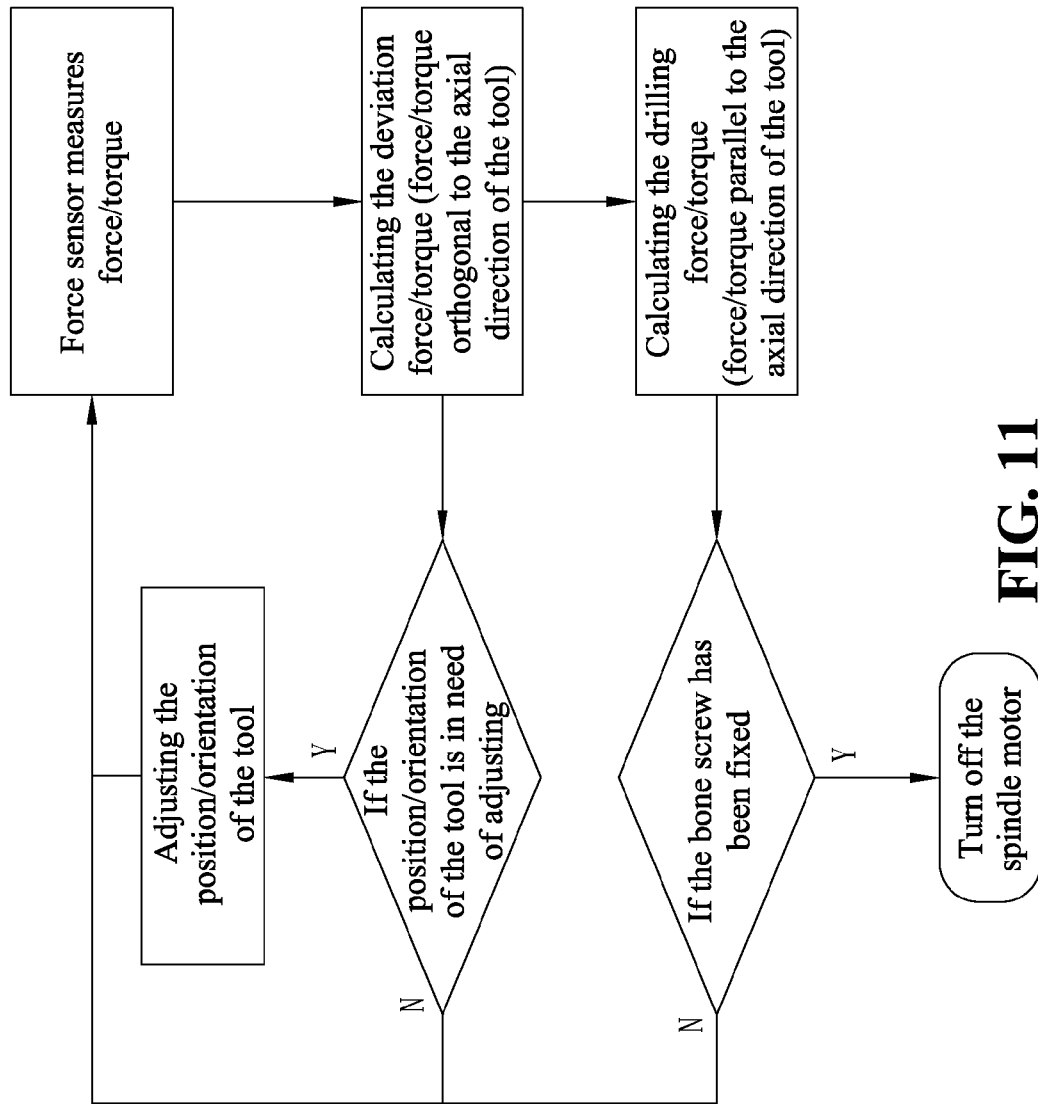 Force sensor measures
force/torque
Calculating the deviation
force/torque (force/torque
orthogonal to the axial
direction of the tool)
Calculating the drilling
force/torque
(force/torque parallel to the
axial direction of the tool)
Adjusting the
position/orientation
of the tool
Y
If the
position/orientation
of the tool is in need
of adjusting
N
If the bone screw has
been fixed
N
Y
Turn off the
spindle motor
FIG. 11